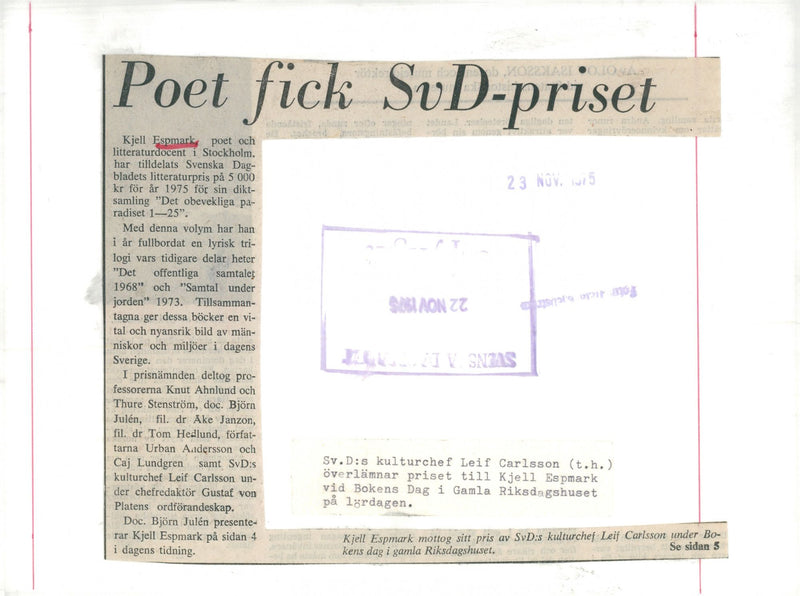 Poet fick SvD-priset
Kjell Espmark, poet och
litteraturdocent i Stockholm,
har tilldelats Svenska Dag-
bladets litteraturpris på 5 000
kr för år 1975 för sin dikt-
samling "Det obevekliga pa-
radiset 1—25".
Med denna volym har han
i år fullbordat en lyrisk tri-
logi vars tidigare delar heter
"Det offentliga samtalet
1968" och "Samtal under
jorden" 1973. Tillsamman-
tagna ger dessa böcker en vi-
tal och nyansrik bild av män-
niskor och miljöer i dagens
Sverige.
I prisnämnden deltog pro-
fessorerna Knut Ahnlund och
Thure Stenström, doc. Björn
Julén, fil. dr Åke Janzon,
fil. dr Tom Hedlund, förfat-
tarna Urban Andersson och
Caj Lundgren samt SvD:s
kulturchef Leif Carlsson un-
der chefredaktör Gustaf von
Platens ordförandeskap.
Doc. Björn Julén presente-
rar Kjell Espmark på sidan 4
i dagens tidning.
23 NOV. 1975
22 NOV 1975
SVENSKA DAGBLADET
Sv.D:s kulturchef Leif Carlsson (t.h.)
överlämnar priset till Kjell Espmark
vid Bokens Dag i Gamla Riksdagshuset
på lördagen.
Kjell Espmark mottog sitt pris av SvD:s kulturchef Leif Carlsson under Bo-
kens dag i gamla Riksdagshuset.
Se sidan 5